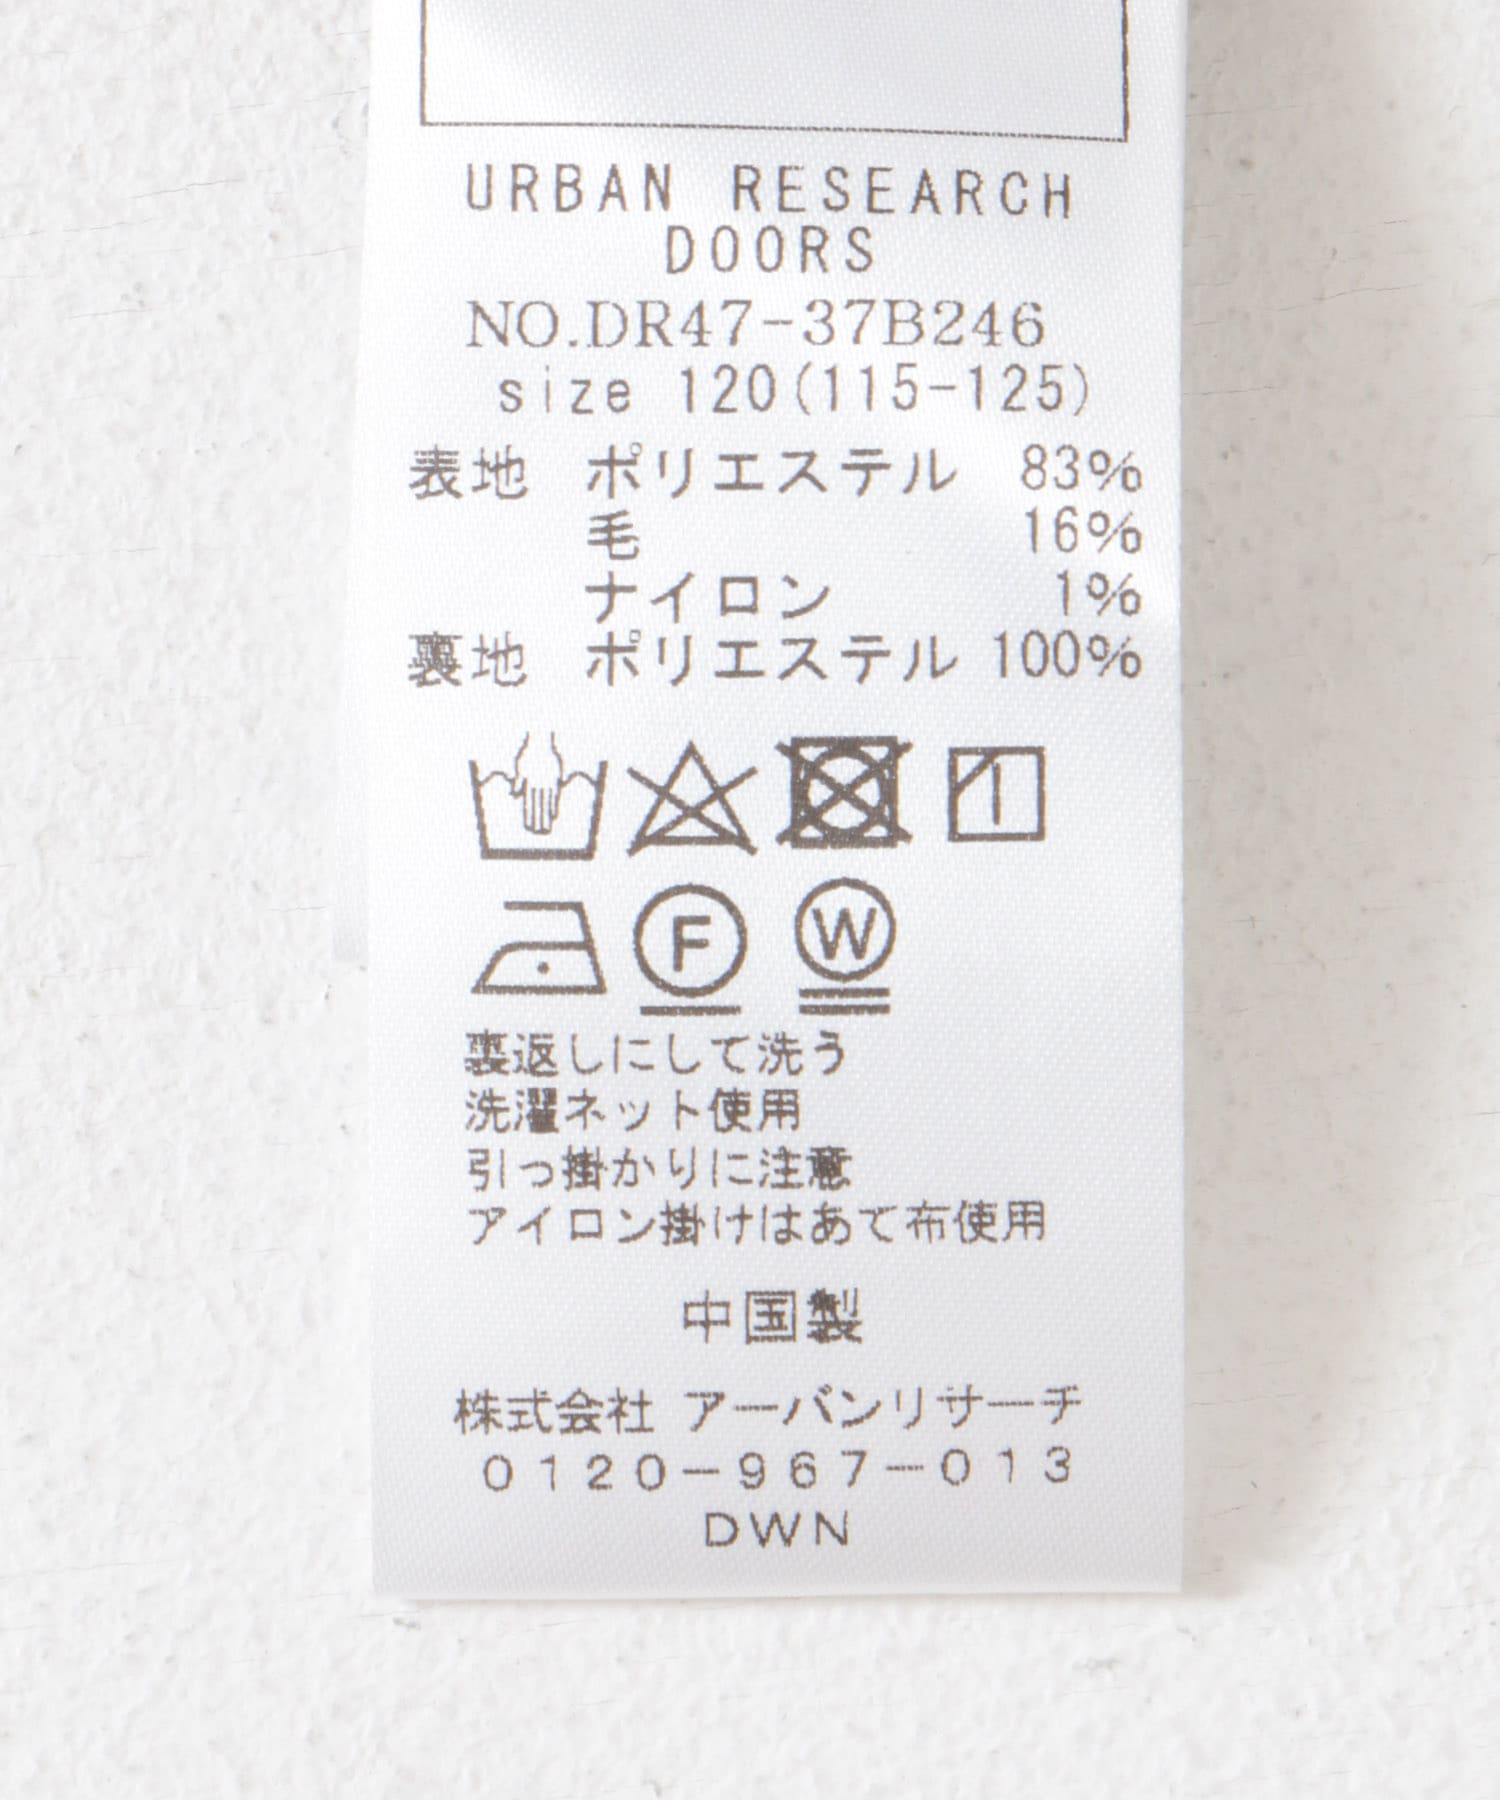 URBAN RESEARCH
DOORS
NO.DR47-37B246
size 120(115-125)
表地 ポリエステル 83%
毛 16%
ナイロン 1%
裏地 ポリエステル 100%
F W
裏返しにして洗う
洗濯ネット使用
引っ掛かりに注意
アイロン掛けはあて布使用
中国製
株式会社 アーバンリサーチ
0120-967-013
DWN